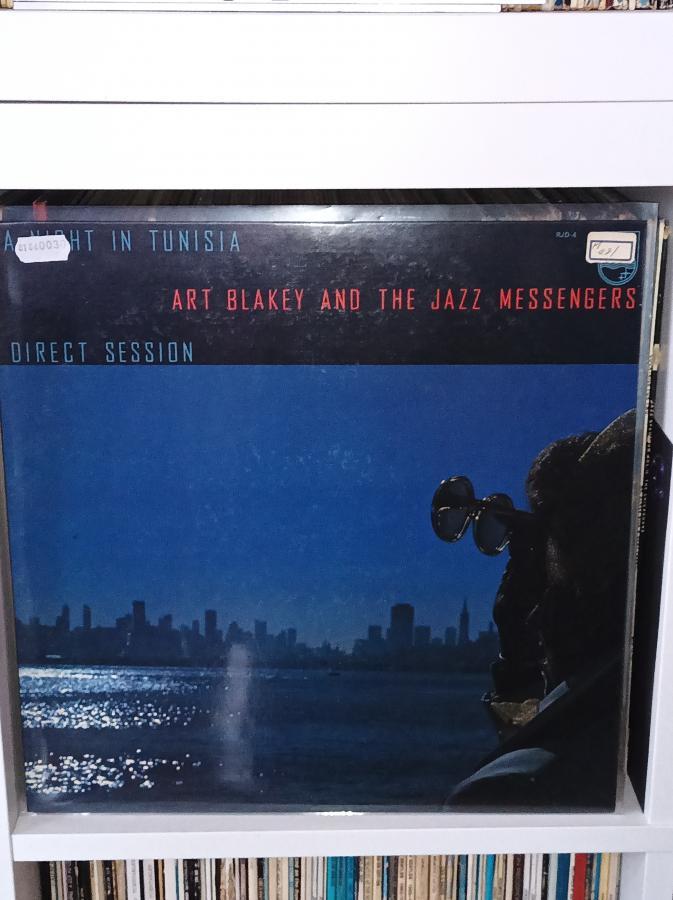 A NIGHT IN TUNISIA
RJD-4
ART BLAKEY AND THE JAZZ MESSENGERS
DIRECT SESSION